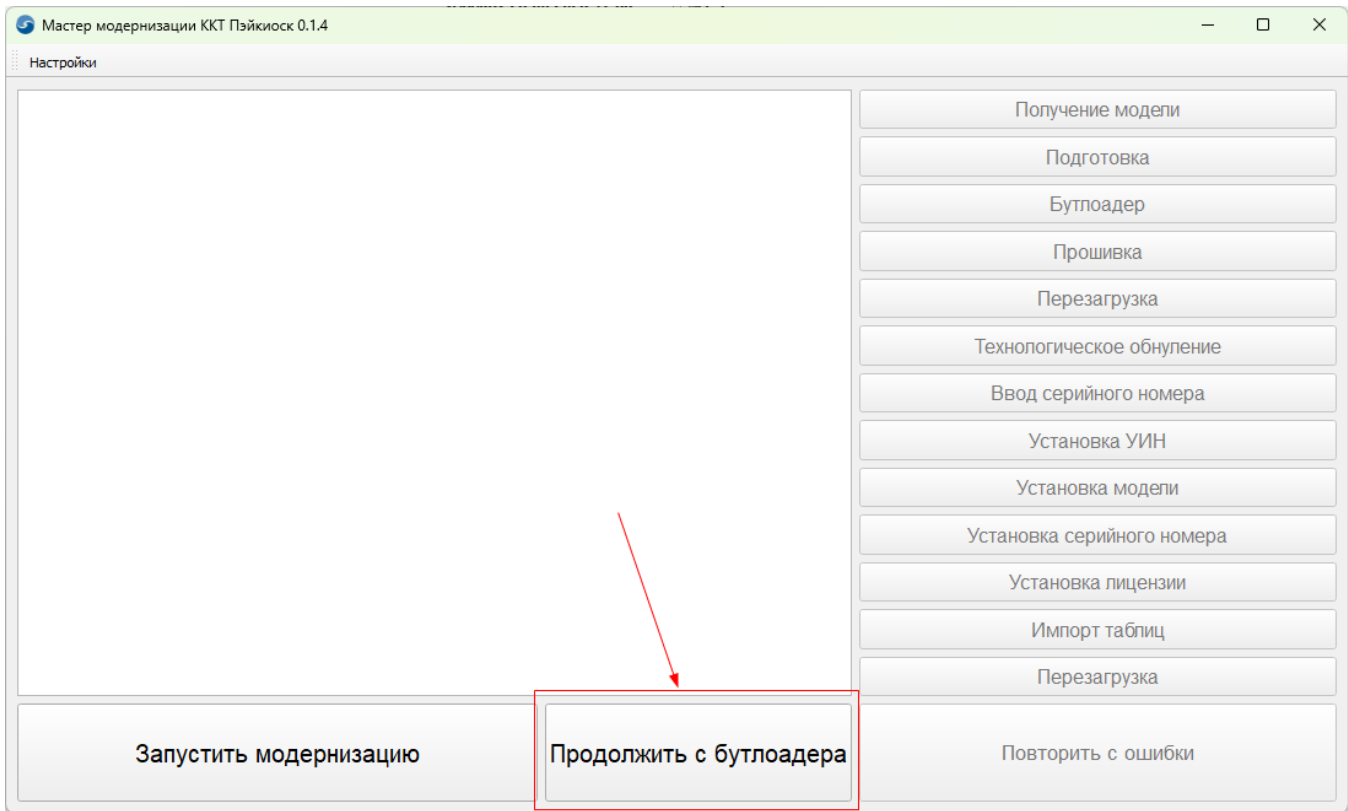 Мастер модернизации ККТ Пэйкиоск 0.1.4
Настройки
Получение модели
Подготовка
Бутлоадер
Прошивка
Перезагрузка
Технологическое обнуление
Ввод серийного номера
Установка УИН
Установка модели
Установка серийного номера
Установка лицензии
Импорт таблиц
Перезагрузка
Запустить модернизацию
Продолжить с бутлоадера
Повторить с ошибки